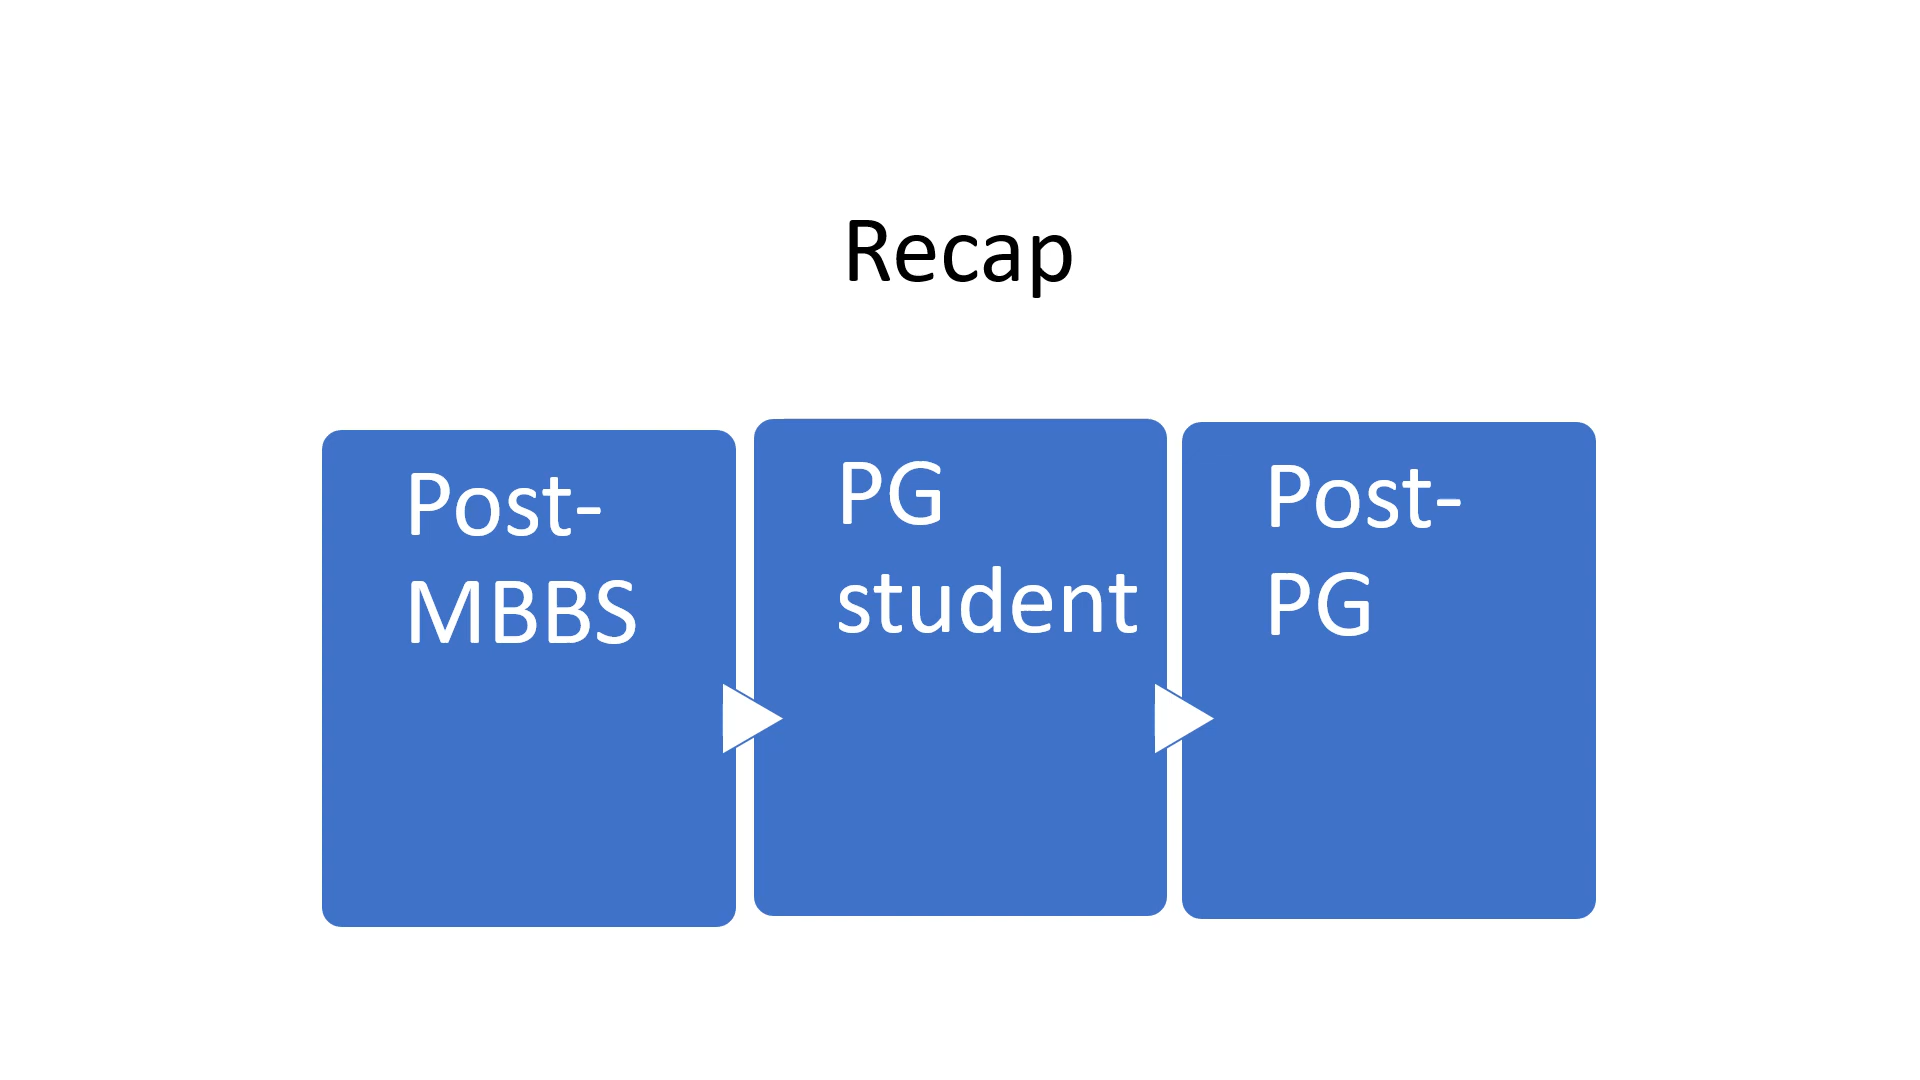 Recap
Post-
MBBS
PG
student
Post-
PG